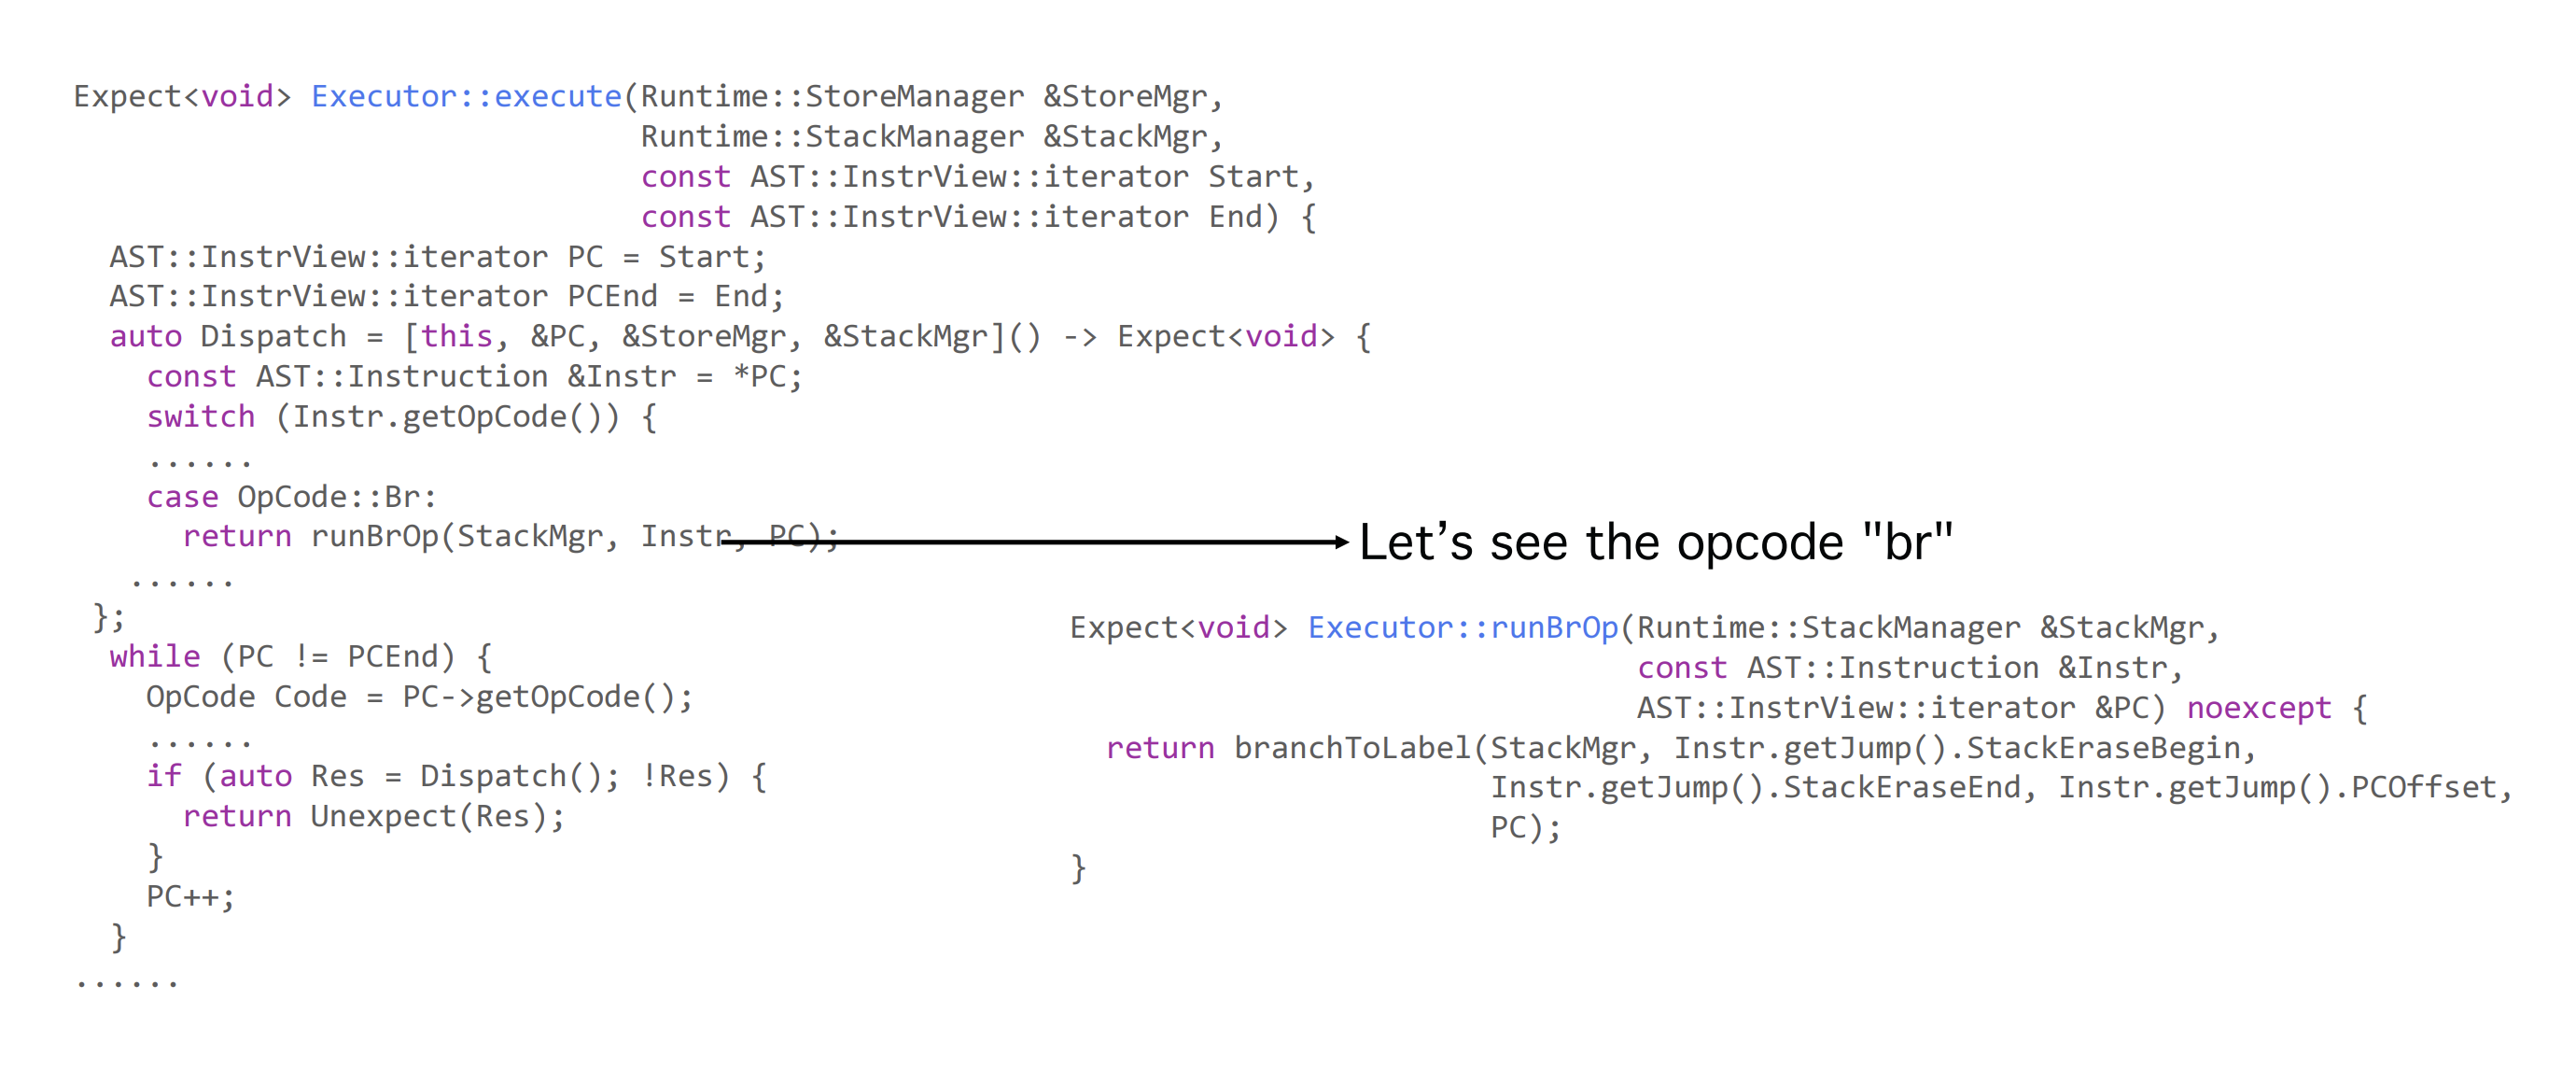 Expect<void> Executor::execute(Runtime::StoreManager &StoreMgr,
                               Runtime::StackManager &StackMgr,
                               const AST::InstrView::iterator Start,
                               const AST::InstrView::iterator End) {
  AST::InstrView::iterator PC = Start;
  AST::InstrView::iterator PCEnd = End;
  auto Dispatch = [this, &PC, &StoreMgr, &StackMgr]() -> Expect<void> {
    const AST::Instruction &Instr = *PC;
    switch (Instr.getOpCode()) {
    ......
    case OpCode::Br:
      return runBrOp(StackMgr, Instr, PC);
    ......
  };
  while (PC != PCEnd) {
    OpCode Code = PC->getOpCode();
    ......
    if (auto Res = Dispatch(); !Res) {
      return Unexpect(Res);
    }
    PC++;
  }
......
Let’s see the opcode "br"
Expect<void> Executor::runBrOp(Runtime::StackManager &StackMgr,
                               const AST::Instruction &Instr,
                               AST::InstrView::iterator &PC) noexcept {
  return branchToLabel(StackMgr, Instr.getJump().StackEraseBegin,
                       Instr.getJump().StackEraseEnd, Instr.getJump().PCOffset,
                       PC);
}